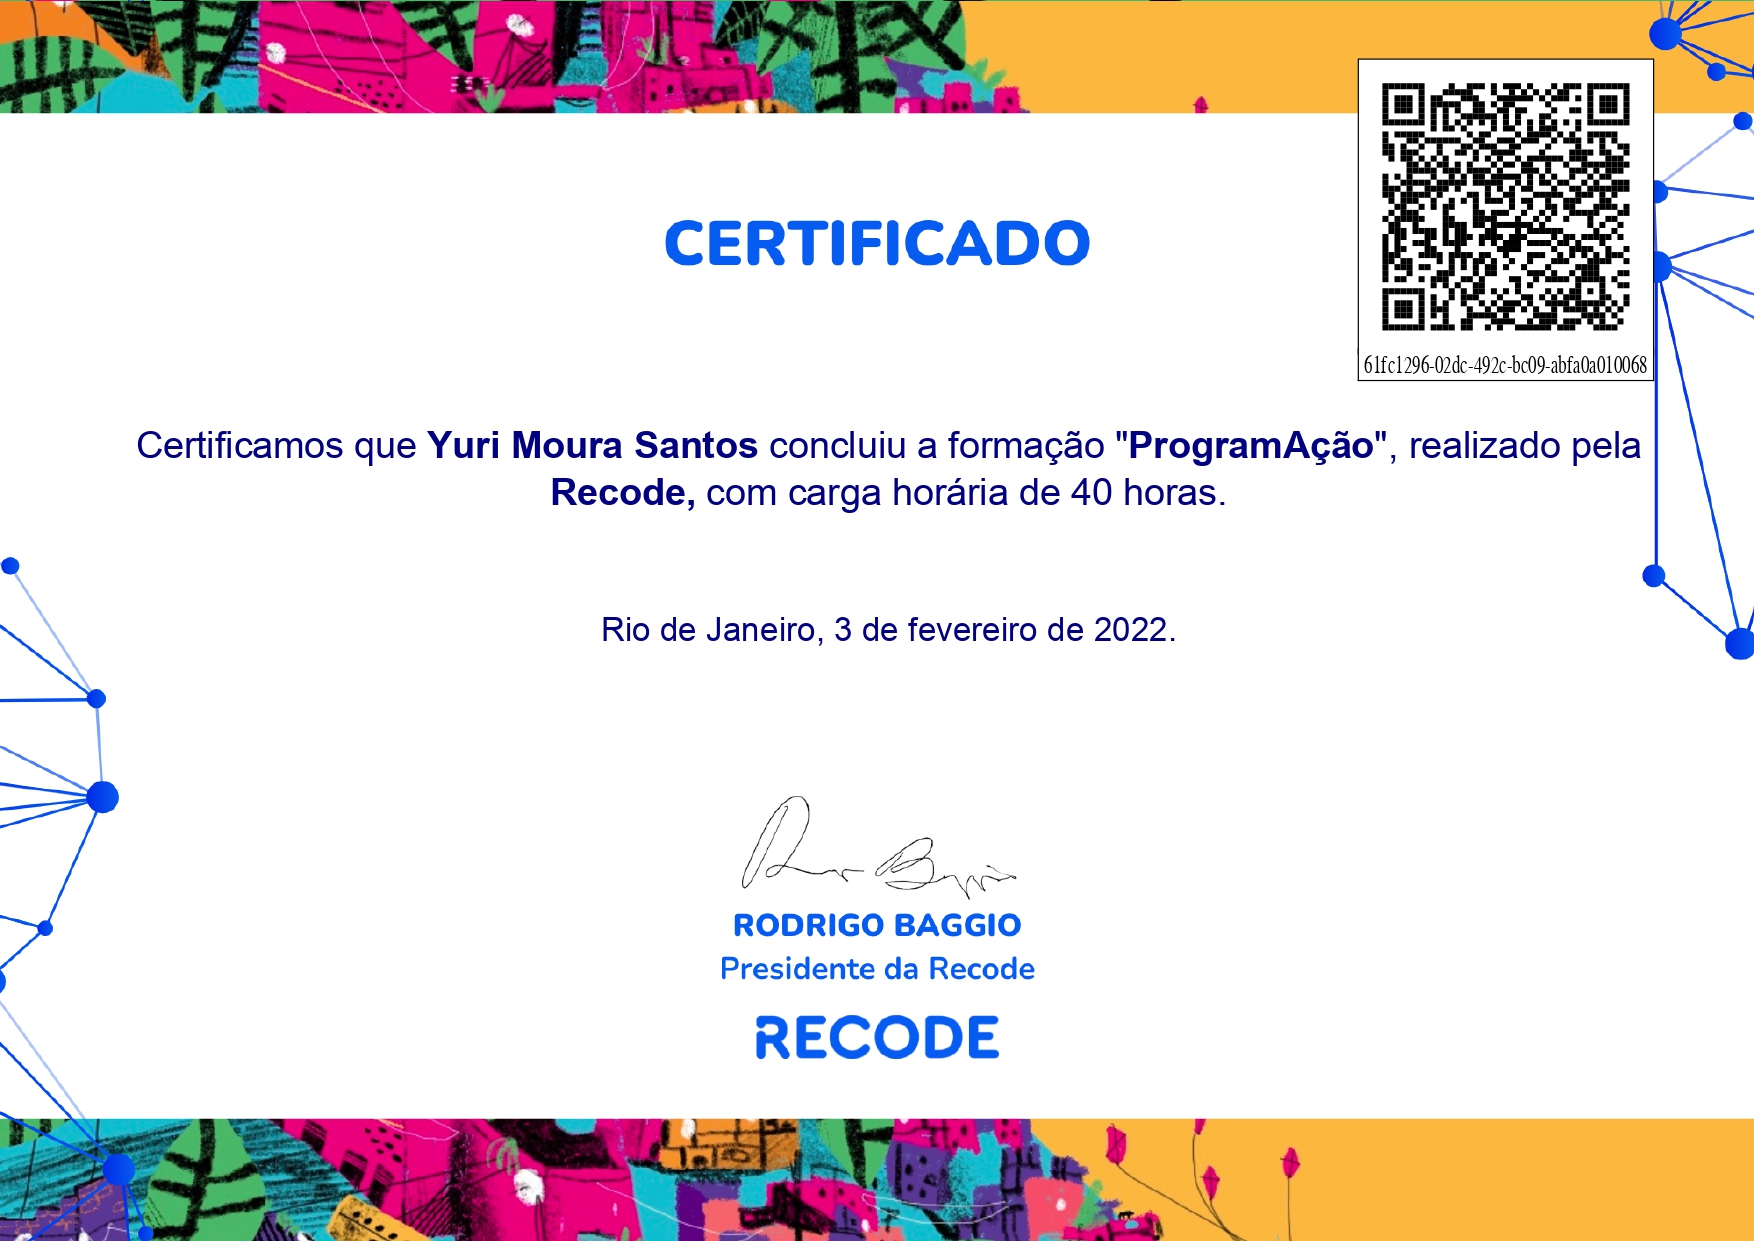 CERTIFICADO
61fc1296-02dc-492c-bc09-abfa0a010068
Certificamos que Yuri Moura Santos concluiu a formação "ProgramAção", realizado pela
Recode, com carga horária de 40 horas.
Rio de Janeiro, 3 de fevereiro de 2022.
RODRIGO BAGGIO
Presidente da Recode
RECODE